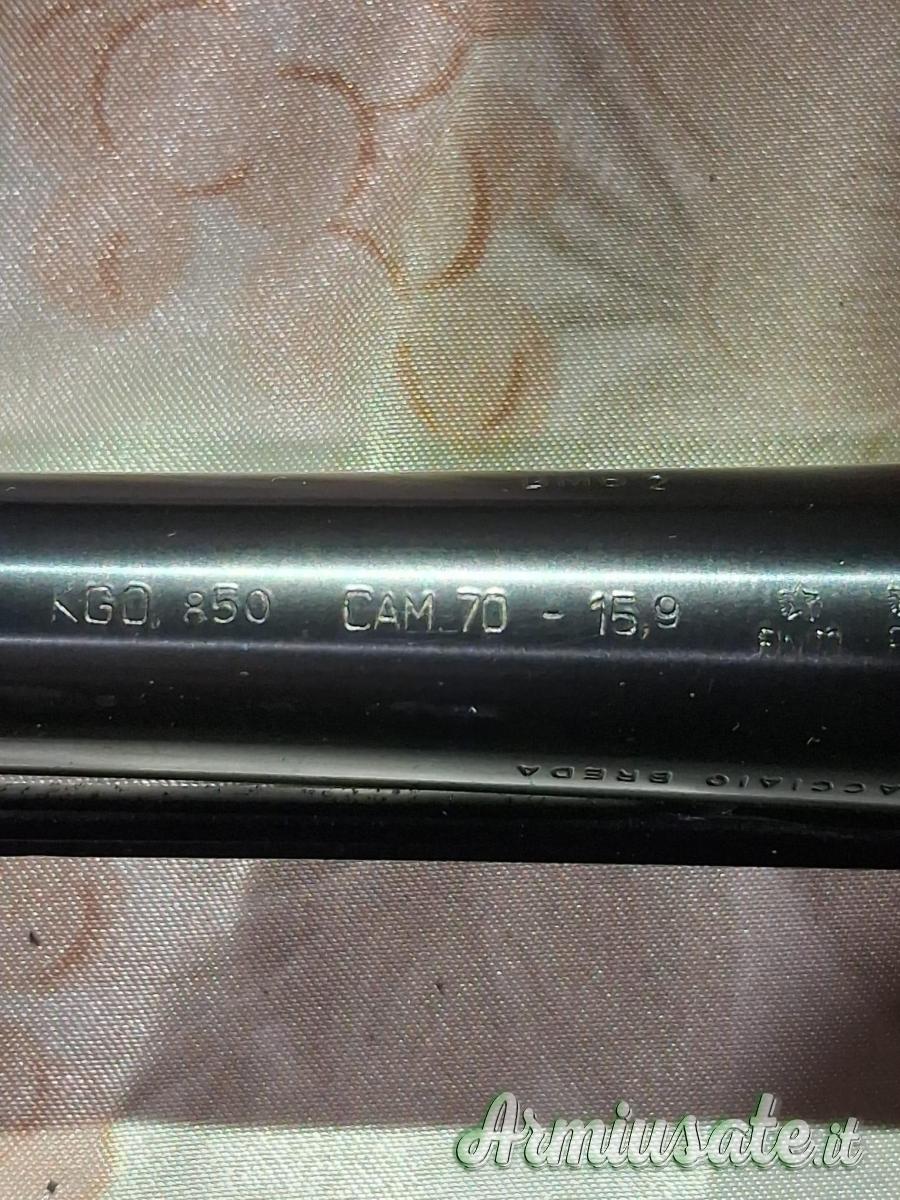 KG0, 850 CAM.70 - 15,9
ACCIAIO BREDA
Armiusate.it